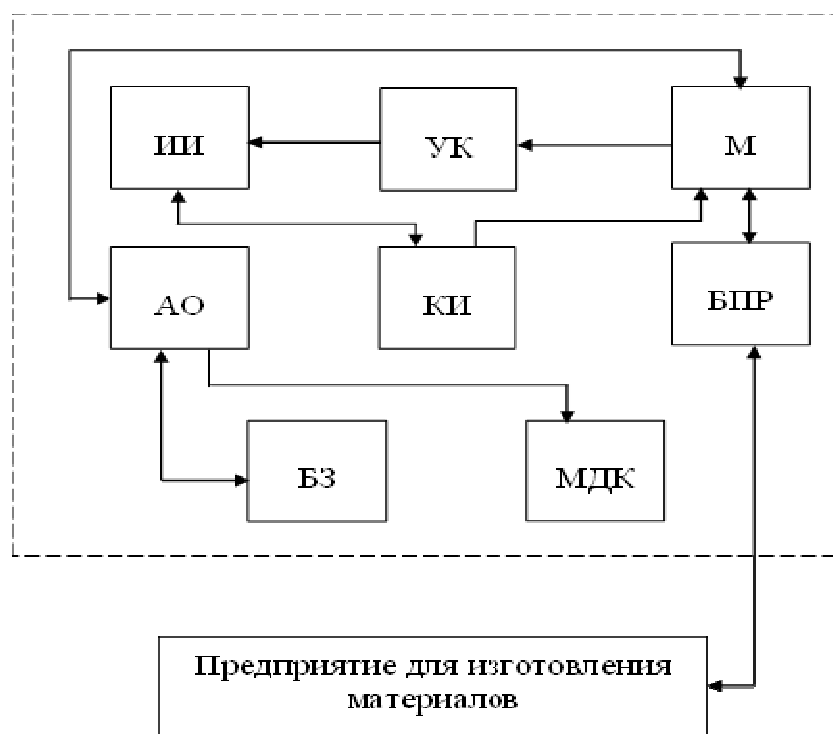 ИИ
УК
М
АО
КИ
БПР
БЗ
МДК
Предприятие для изготовления
материалов